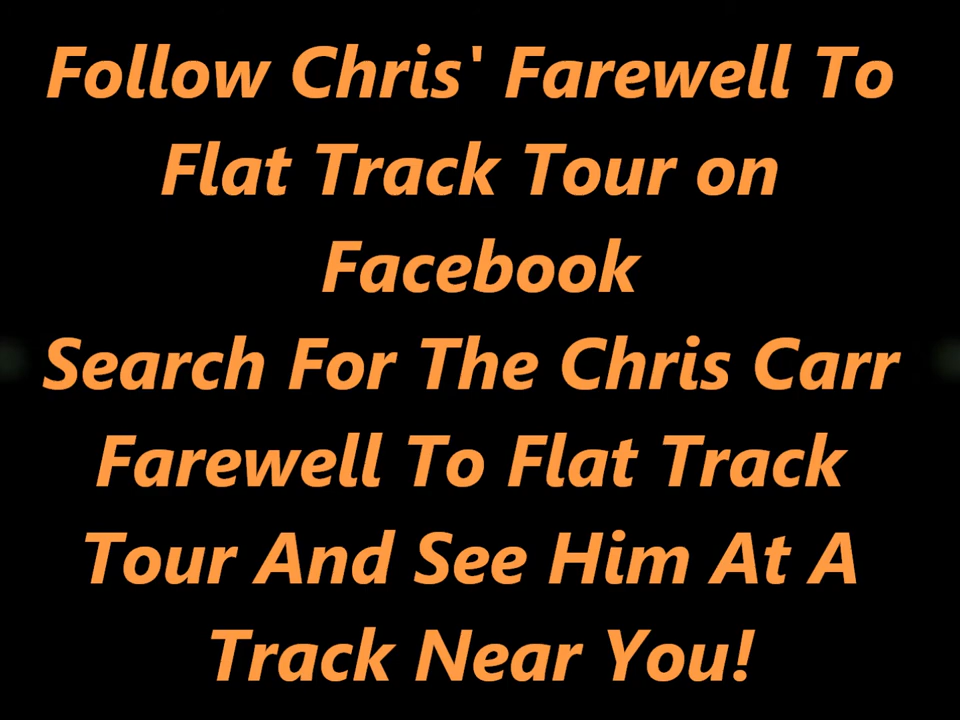 Follow Chris' Farewell To
Flat Track Tour on
Facebook
Search For The Chris Carr
Farewell To Flat Track
Tour And See Him At A
Track Near You!